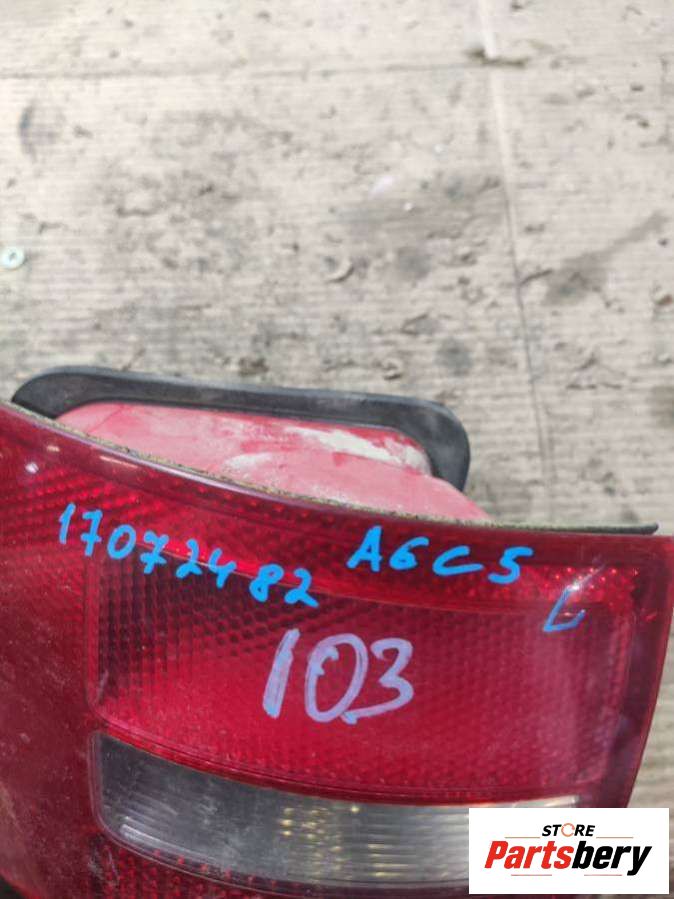 17072482 A6C5
L
103
STORE
Partsbery